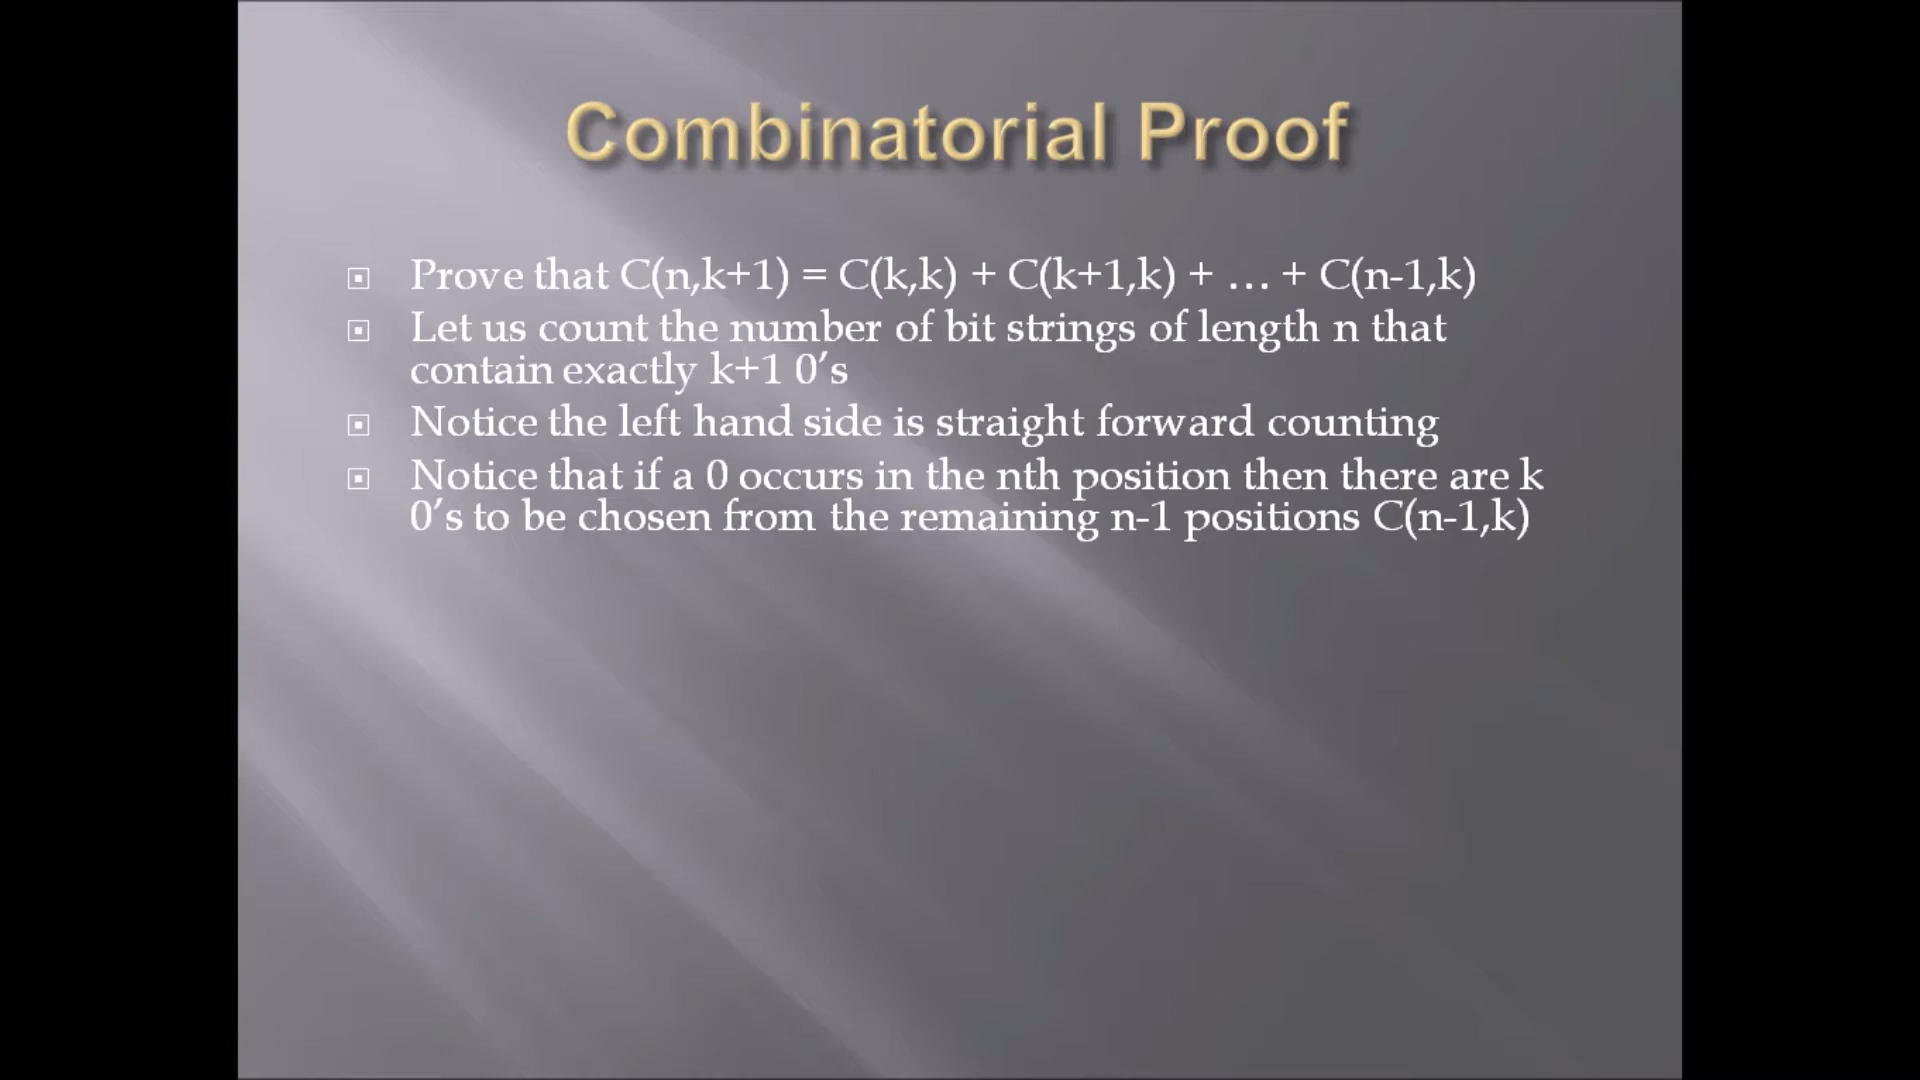 Combinatorial Proof
Prove that C(n,k+1) = C(k,k) + C(k+1,k) + … + C(n-1,k)
Let us count the number of bit strings of length n that
contain exactly k+1 0’s
Notice the left hand side is straight forward counting
Notice that if a 0 occurs in the nth position then there are k
0’s to be chosen from the remaining n-1 positions C(n-1,k)